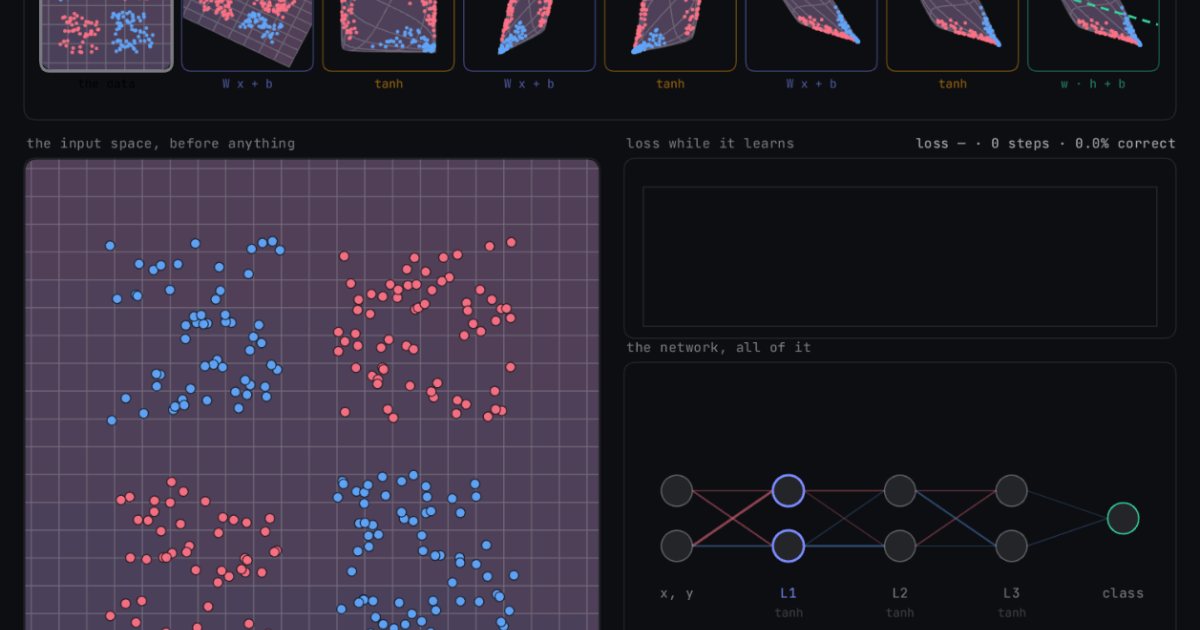 the data
W x + b
tanh
W x + b
tanh
W x + b
tanh
w · h + b
the input space, before anything
loss while it learns
loss — · 0 steps · 0.0% correct
the network, all of it
x, y
L1
L2
L3
class
tanh
tanh
tanh